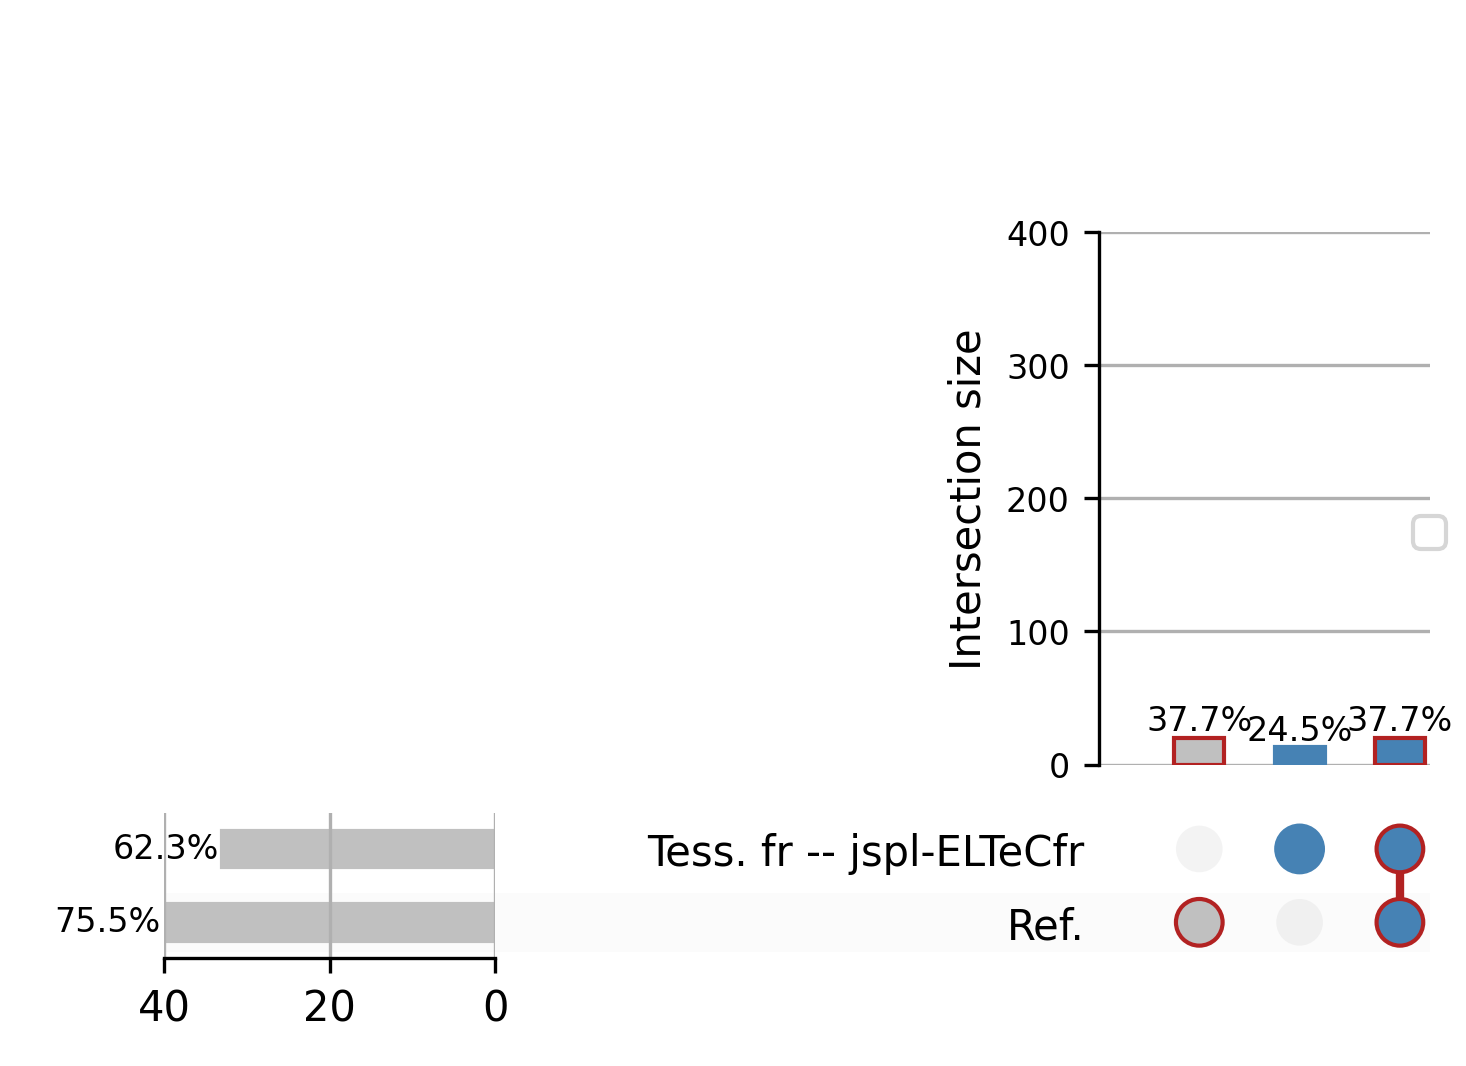 400
300
200
100
0
Intersection size
37.7%
24.5%
37.7%
62.3%
Tess. fr -- jspl-ELTeCfr
75.5%
Ref.
40 20 0